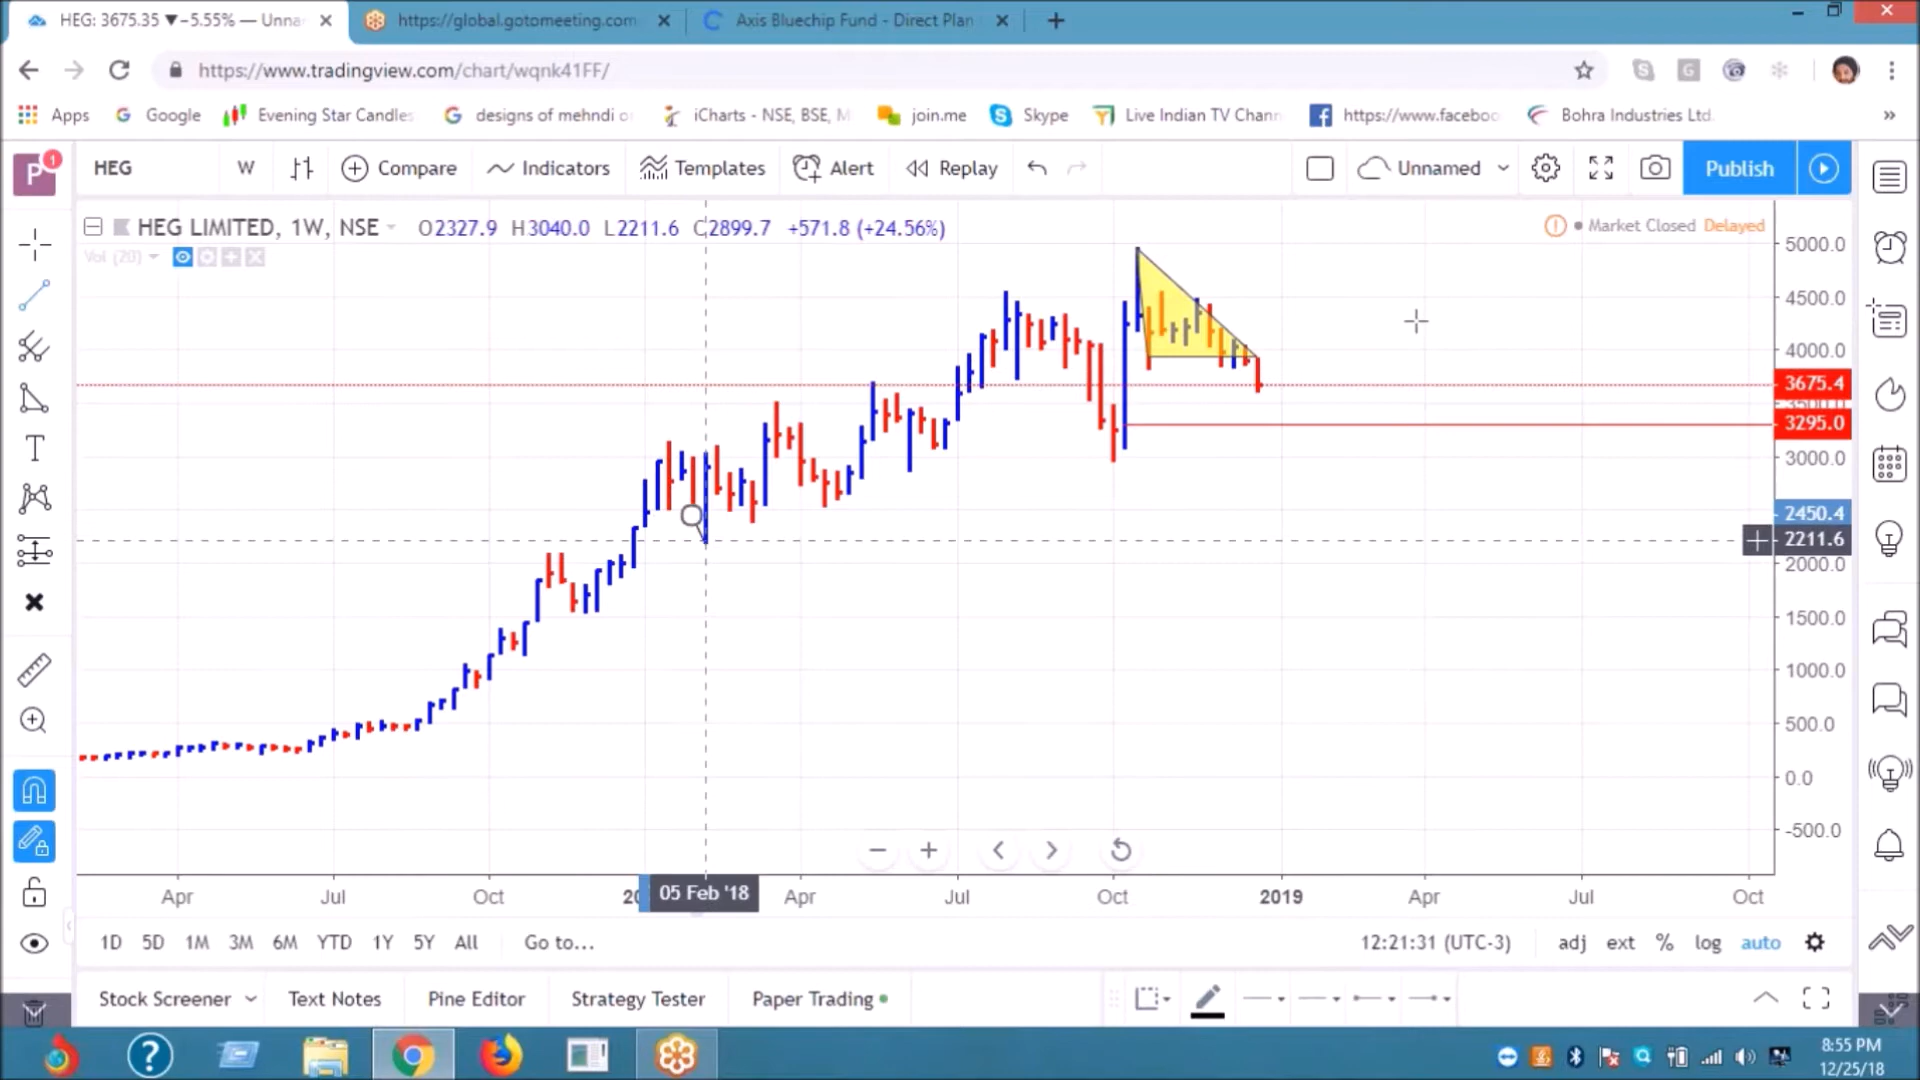 HEG: 3675.35 ▼−5.55% — Unna
https://global.gotomeeting.com
Axis Bluechip Fund - Direct Plan
https://www.tradingview.com/chart/wqnk41FF/
Apps
Google
Evening Star Candles
designs of mehndi o
iCharts - NSE, BSE, M
join.me
Skype
Live Indian TV Chann
https://www.faceboo
Bohra Industries Ltd.
»
P
1
HEG
W
Compare
Indicators
Templates
Alert
Replay
Unnamed
Publish
HEG LIMITED, 1W, NSE
O2327.9 H3040.0 L2211.6 C2899.7 +571.8 (+24.56%)
Market Closed Delayed
Vol (20)
5000.0
4500.0
4000.0
3675.4
3295.0
3000.0
2450.4
2211.6
2000.0
1500.0
1000.0
500.0
0.0
-500.0
Apr
Jul
Oct
20
05 Feb '18
Apr
Jul
Oct
2019
Apr
Jul
Oct
1D 5D 1M 3M 6M YTD 1Y 5Y All Go to...
12:21:31 (UTC-3) adj ext % log auto
Stock Screener
Text Notes
Pine Editor
Strategy Tester
Paper Trading
8:55 PM
12/25/18